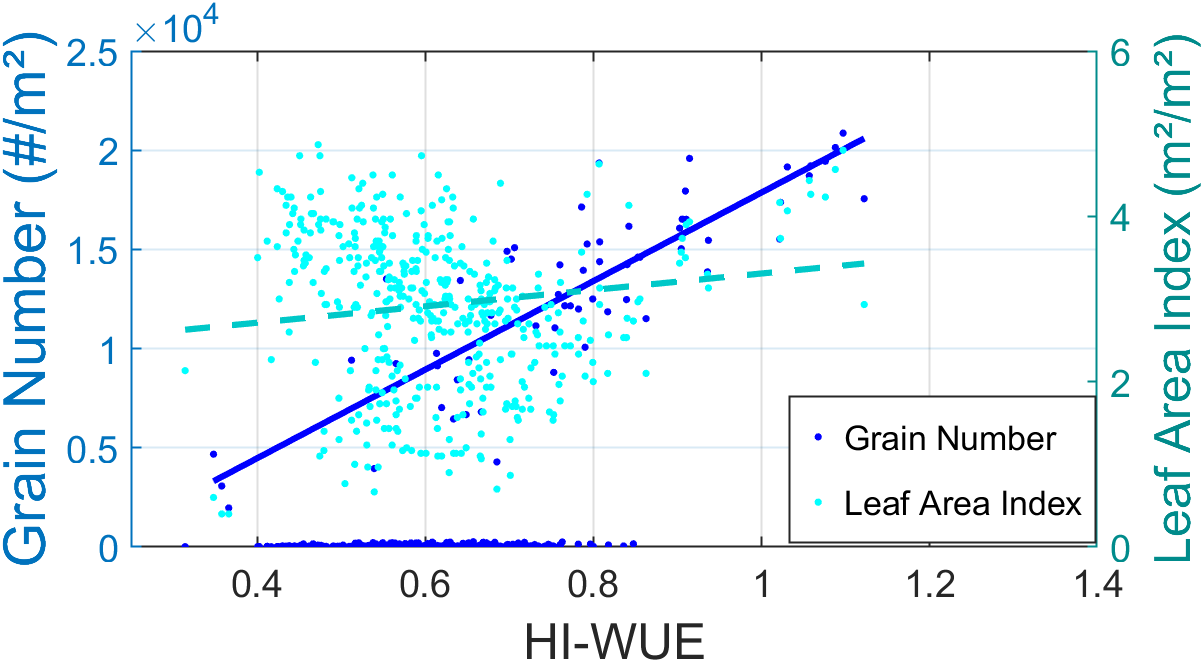 ×10⁴
Grain Number (#/m²)
2.5
2
1.5
1
0.5
0
6
4
2
0
Leaf Area Index (m²/m²)
Grain Number
Leaf Area Index
0.4 0.6 0.8 1 1.2 1.4
HI-WUE